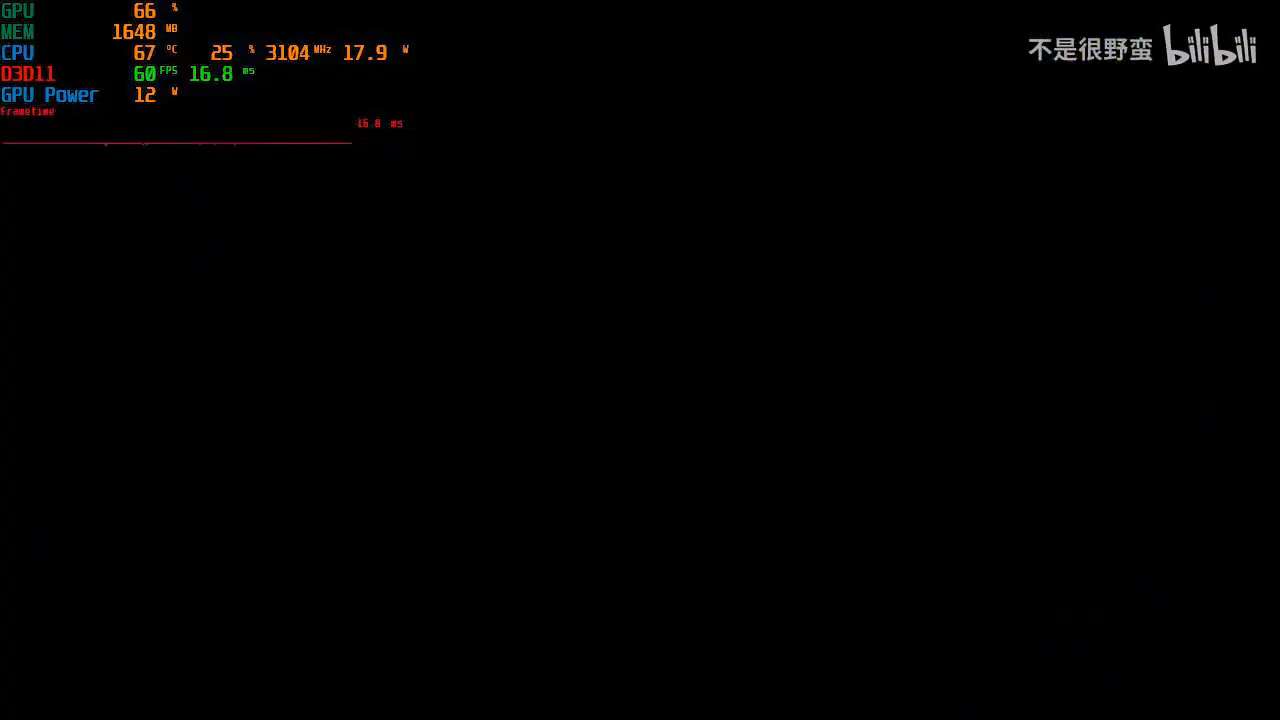 GPU 66 %
MEM 1648 MB
CPU 67 °C 25 % 3104 MHz 17.9 W
D3D11 60 FPS 16.8 ms
GPU Power 12 W
Frametime
16.8 ms
不是很野蛮 bilibili